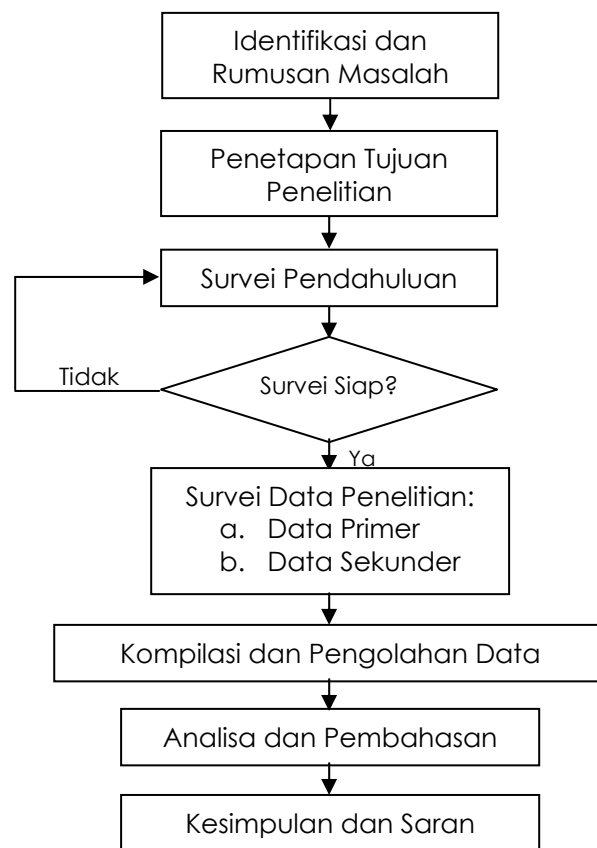 Identifikasi dan
Rumusan Masalah
Penetapan Tujuan
Penelitian
Survei Pendahuluan
Tidak
Survei Siap?
Ya
Survei Data Penelitian:
a. Data Primer
b. Data Sekunder
Kompilasi dan Pengolahan Data
Analisa dan Pembahasan
Kesimpulan dan Saran